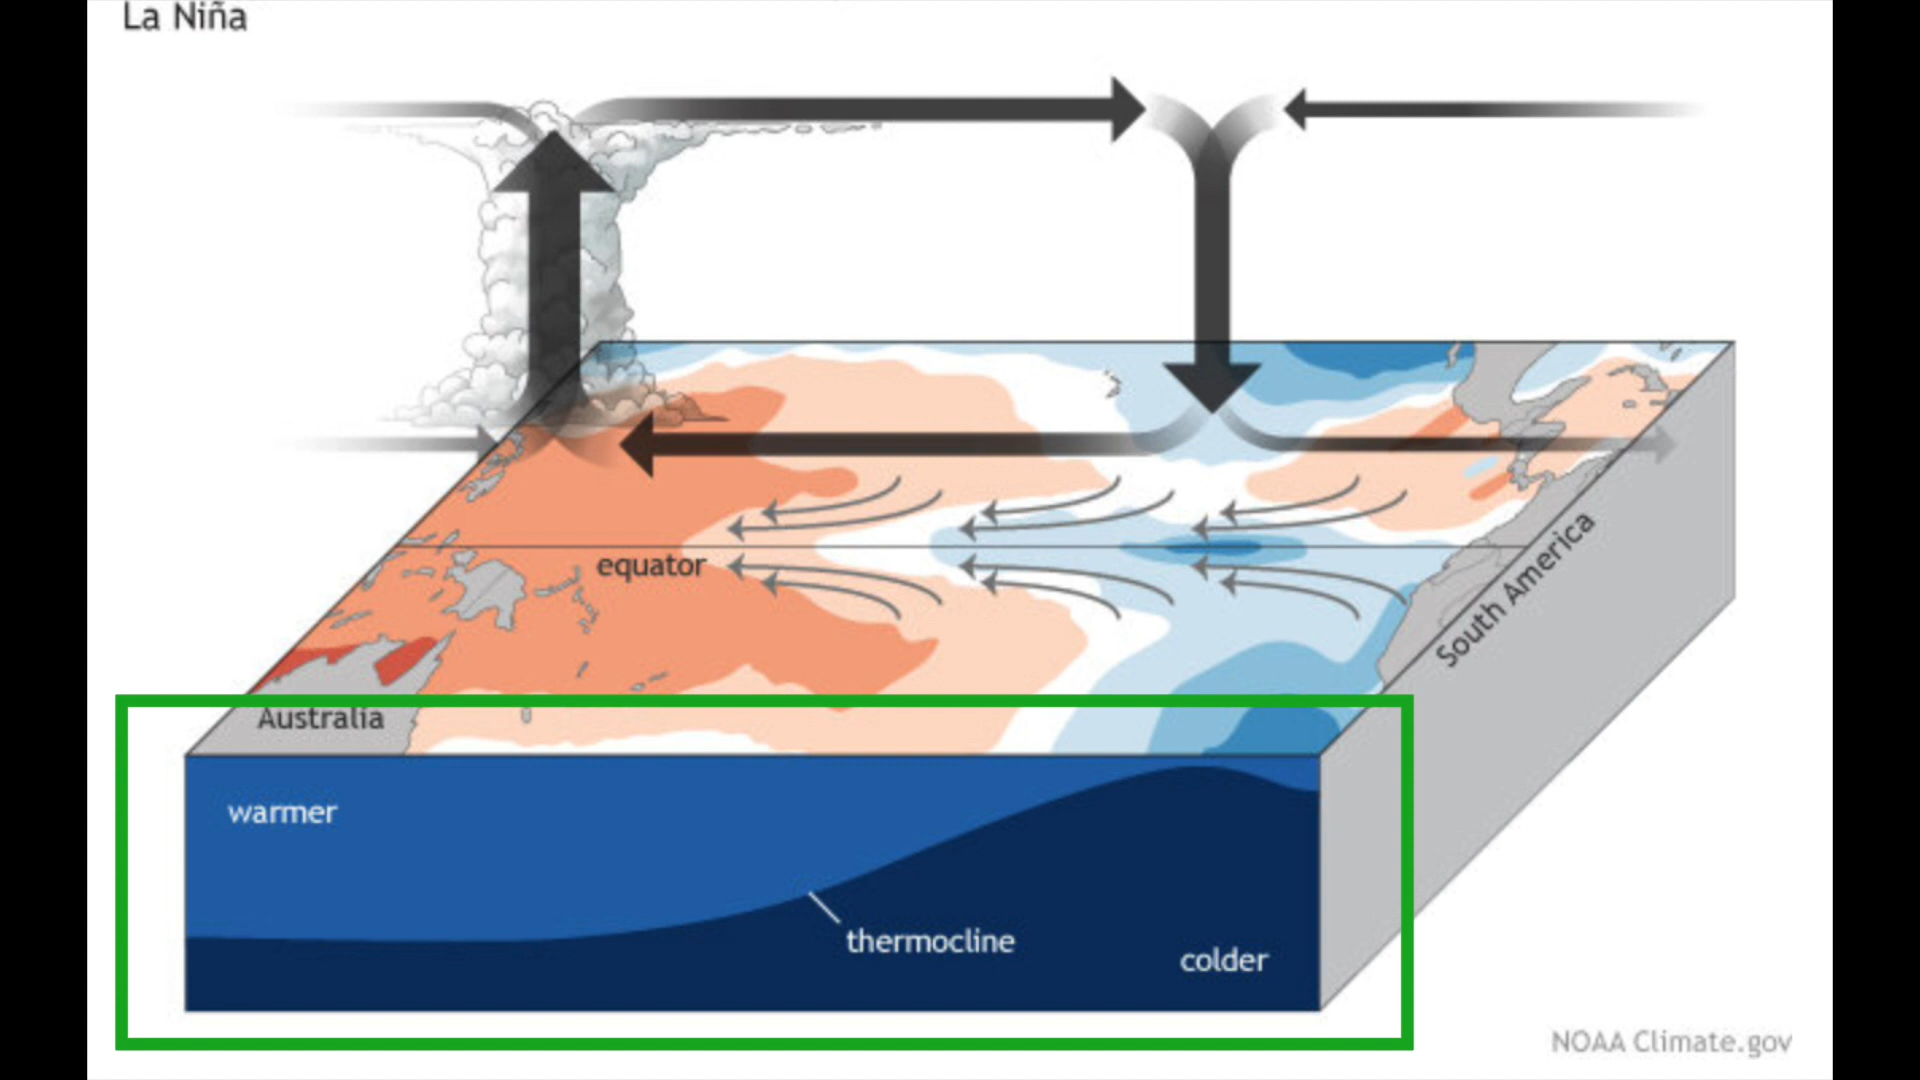 La Niña
equator
South America
Australia
warmer
thermocline
colder
NOAA Climate.gov